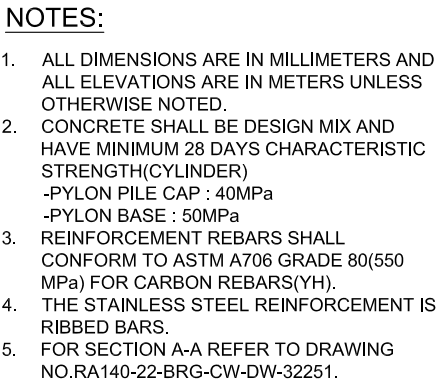 NOTES:
1. ALL DIMENSIONS ARE IN MILLIMETERS AND
ALL ELEVATIONS ARE IN METERS UNLESS
OTHERWISE NOTED.
2. CONCRETE SHALL BE DESIGN MIX AND
HAVE MINIMUM 28 DAYS CHARACTERISTIC
STRENGTH(CYLINDER)
-PYLON PILE CAP : 40MPa
-PYLON BASE : 50MPa
3. REINFORCEMENT REBARS SHALL
CONFORM TO ASTM A706 GRADE 80(550
MPa) FOR CARBON REBARS(YH).
4. THE STAINLESS STEEL REINFORCEMENT IS
RIBBED BARS.
5. FOR SECTION A-A REFER TO DRAWING
NO.RA140-22-BRG-CW-DW-32251.